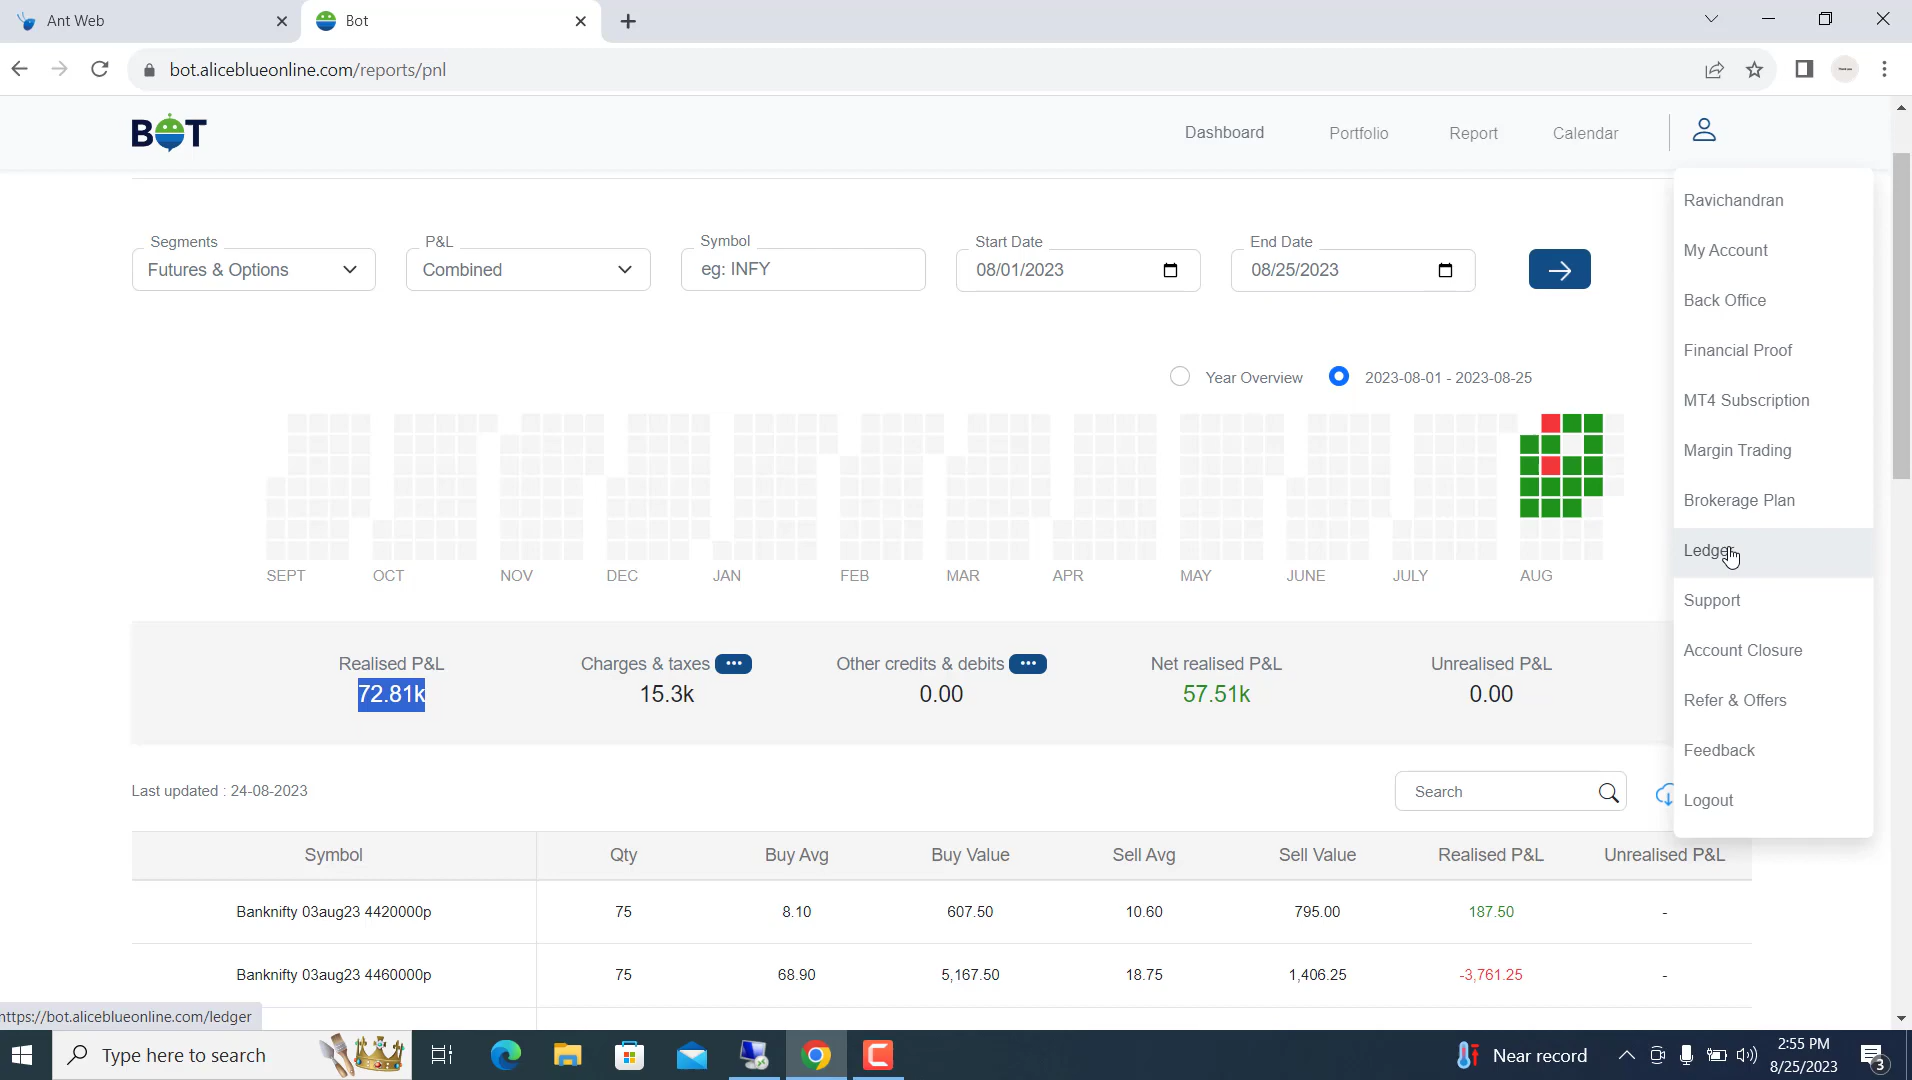 Ant Web
Bot
bot.aliceblueonline.com/reports/pnl
BOT
Dashboard
Portfolio
Report
Calendar
Ravichandran
My Account
Back Office
Financial Proof
MT4 Subscription
Margin Trading
Brokerage Plan
Ledger
Support
Account Closure
Refer & Offers
Feedback
Logout
Segments
Futures & Options
P&L
Combined
Symbol
eg: INFY
Start Date
08/01/2023
End Date
08/25/2023
Year Overview
2023-08-01 - 2023-08-25
SEPT OCT NOV DEC JAN FEB MAR APR MAY JUNE JULY AUG
Realised P&L
72.81k
Charges & taxes
15.3k
Other credits & debits
0.00
Net realised P&L
57.51k
Unrealised P&L
0.00
Last updated : 24-08-2023
Search
Symbol Qty Buy Avg Buy Value Sell Avg Sell Value Realised P&L Unrealised P&L
Banknifty 03aug23 4420000p 75 8.10 607.50 10.60 795.00 187.50 -
Banknifty 03aug23 4460000p 75 68.90 5,167.50 18.75 1,406.25 -3,761.25 -
https://bot.aliceblueonline.com/ledger
Type here to search
Near record
2:55 PM
8/25/2023
3